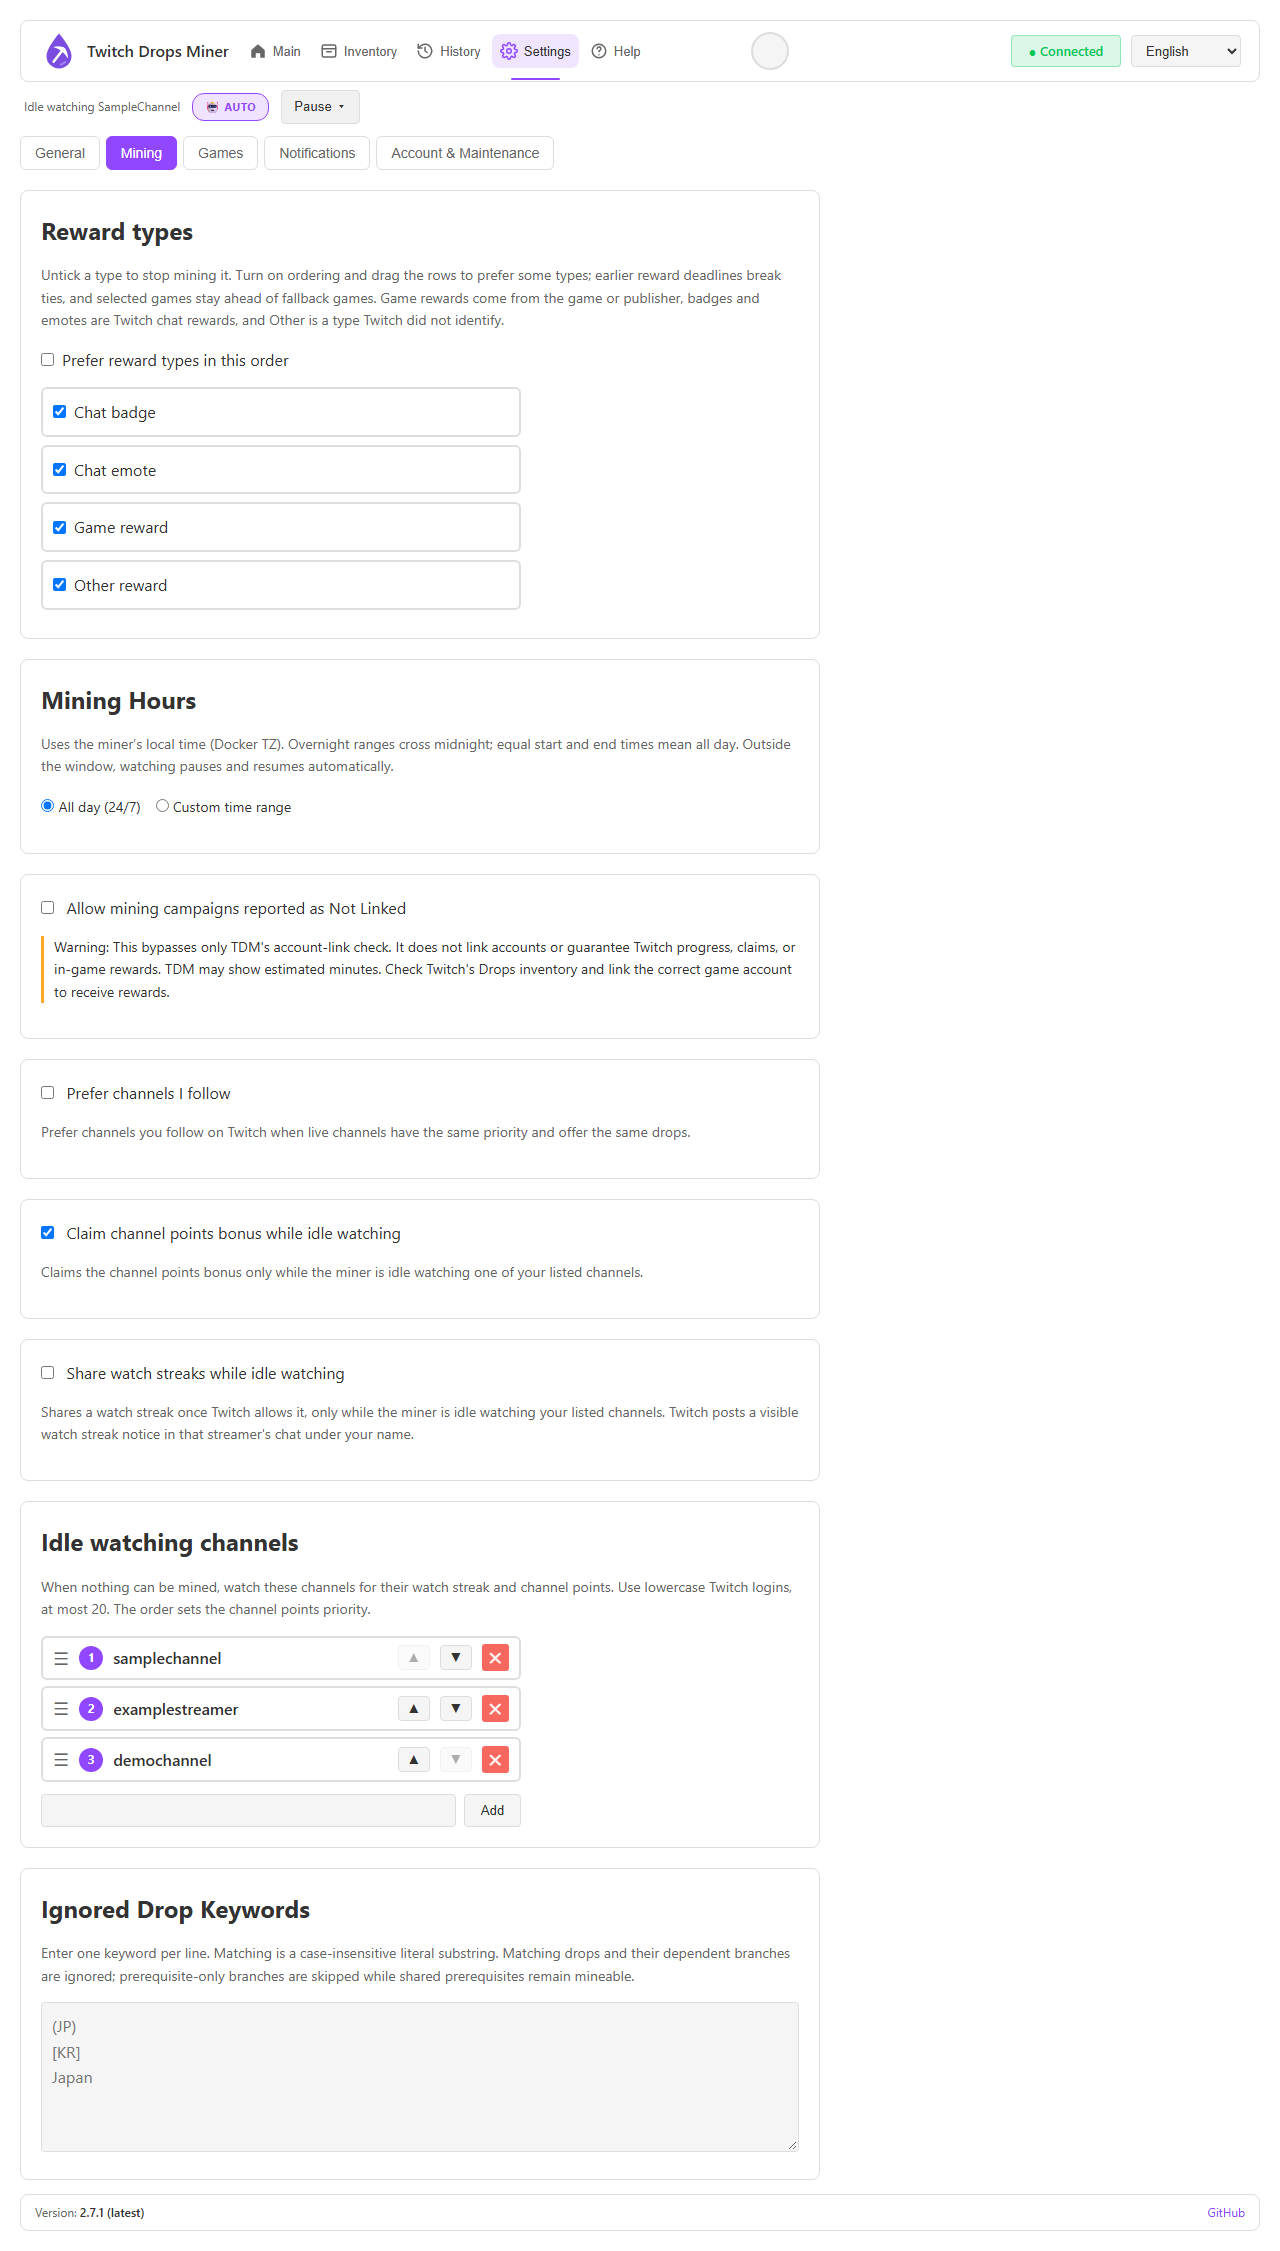 Twitch Drops Miner
Main
Inventory
History
Settings
Help
● Connected
English
Idle watching SampleChannel
AUTO
Pause
General
Mining
Games
Notifications
Account & Maintenance
Reward types
Untick a type to stop mining it. Turn on ordering and drag the rows to prefer some types; earlier reward deadlines break
ties, and selected games stay ahead of fallback games. Game rewards come from the game or publisher, badges and
emotes are Twitch chat rewards, and Other is a type Twitch did not identify.
Prefer reward types in this order
Chat badge
Chat emote
Game reward
Other reward
Mining Hours
Uses the miner’s local time (Docker TZ). Overnight ranges cross midnight; equal start and end times mean all day. Outside
the window, watching pauses and resumes automatically.
All day (24/7)
Custom time range
Allow mining campaigns reported as Not Linked
Warning: This bypasses only TDM's account-link check. It does not link accounts or guarantee Twitch progress, claims, or
in-game rewards. TDM may show estimated minutes. Check Twitch's Drops inventory and link the correct game account
to receive rewards.
Prefer channels I follow
Prefer channels you follow on Twitch when live channels have the same priority and offer the same drops.
Claim channel points bonus while idle watching
Claims the channel points bonus only while the miner is idle watching one of your listed channels.
Share watch streaks while idle watching
Shares a watch streak once Twitch allows it, only while the miner is idle watching your listed channels. Twitch posts a visible
watch streak notice in that streamer's chat under your name.
Idle watching channels
When nothing can be mined, watch these channels for their watch streak and channel points. Use lowercase Twitch logins,
at most 20. The order sets the channel points priority.
1 samplechannel
2 examplestreamer
3 demochannel
Add
Ignored Drop Keywords
Enter one keyword per line. Matching is a case-insensitive literal substring. Matching drops and their dependent branches
are ignored; prerequisite-only branches are skipped while shared prerequisites remain mineable.
(JP)
[KR]
Japan
Version: 2.7.1 (latest)
GitHub